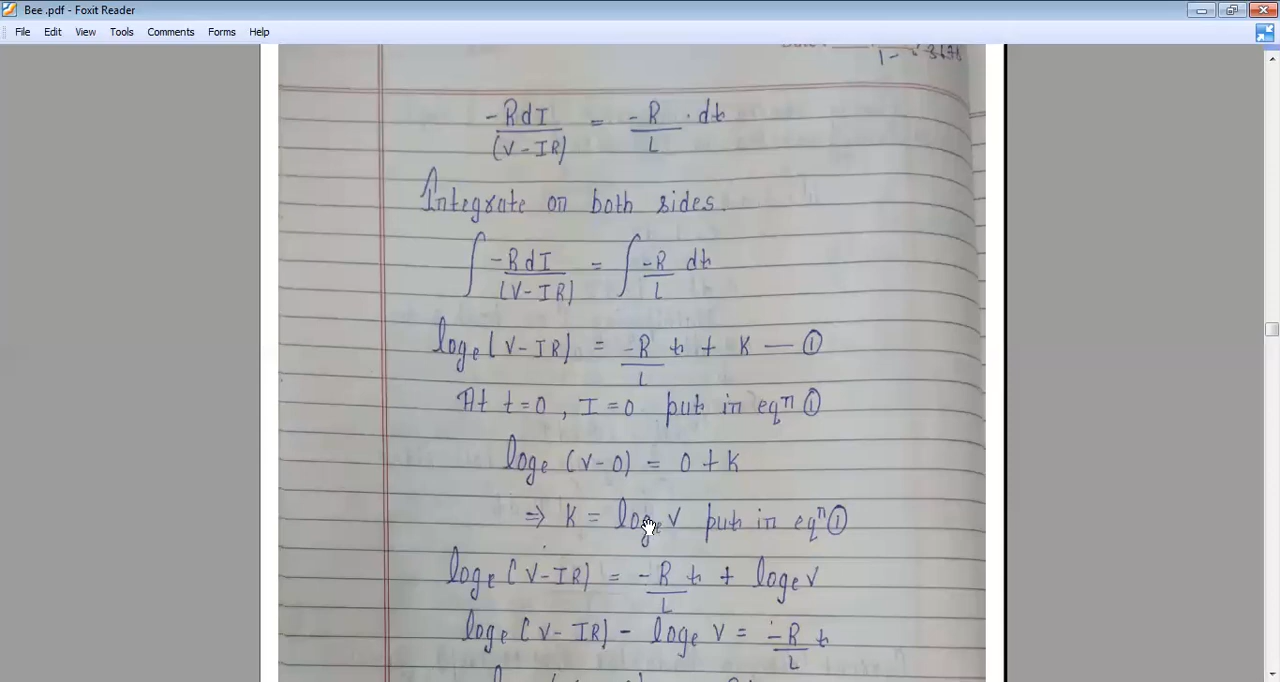 Bee .pdf - Foxit Reader
File Edit View Tools Comments Forms Help
-RdI/(V-IR) = -R/L . dt
Integrate on both sides.
∫ -RdI/(V-IR) = ∫ -R/L dt
loge (V-IR) = -R/L t + K — ①
At t=0, I=0 put in eqn ①
loge (V-0) = 0 + K
⇒ K = loge V put in eqn ①
loge (V-IR) = -R/L t + loge V
loge (V-IR) - loge V = -R/L t